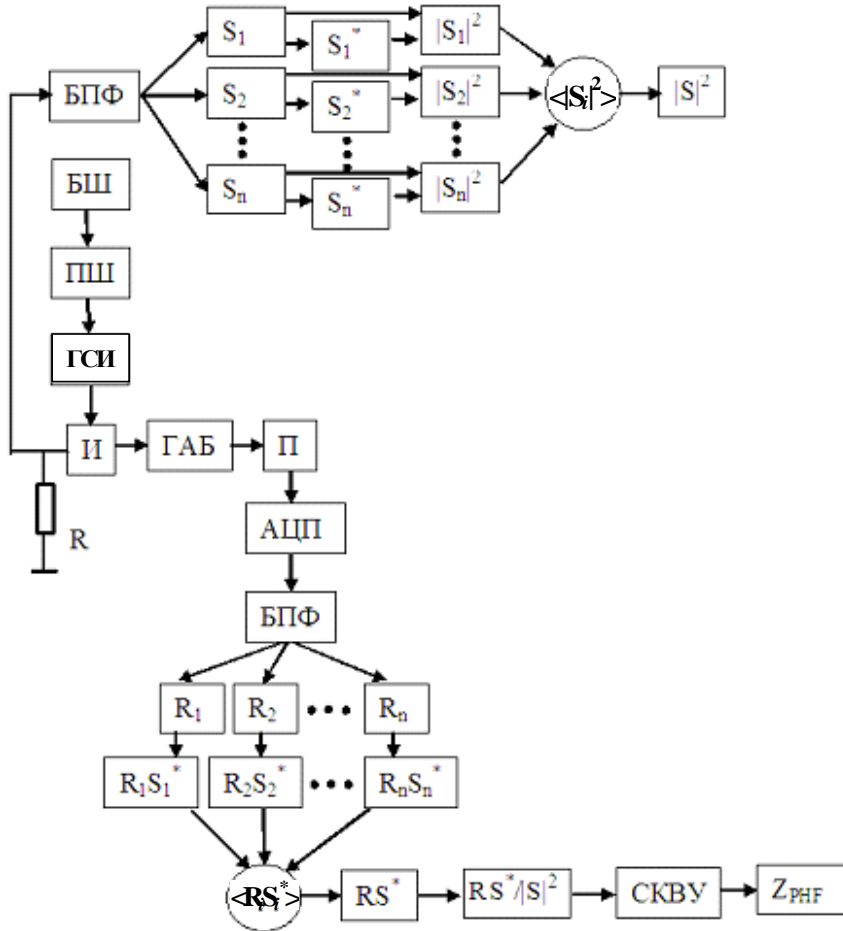 S₁ S₁* |S₁|²
БПФ S₂ S₂* |S₂|² <|Sᵢ|²> |S|²
Sₙ Sₙ* |Sₙ|²
БШ
ПШ
ГСИ
И ГАБ П
R
АЦП
БПФ
R₁ R₂ Rₙ
R₁S₁* R₂S₂* RₙSₙ*
<RᵢSᵢ*> RS* RS*/|S|² СКВУ Z_PHF